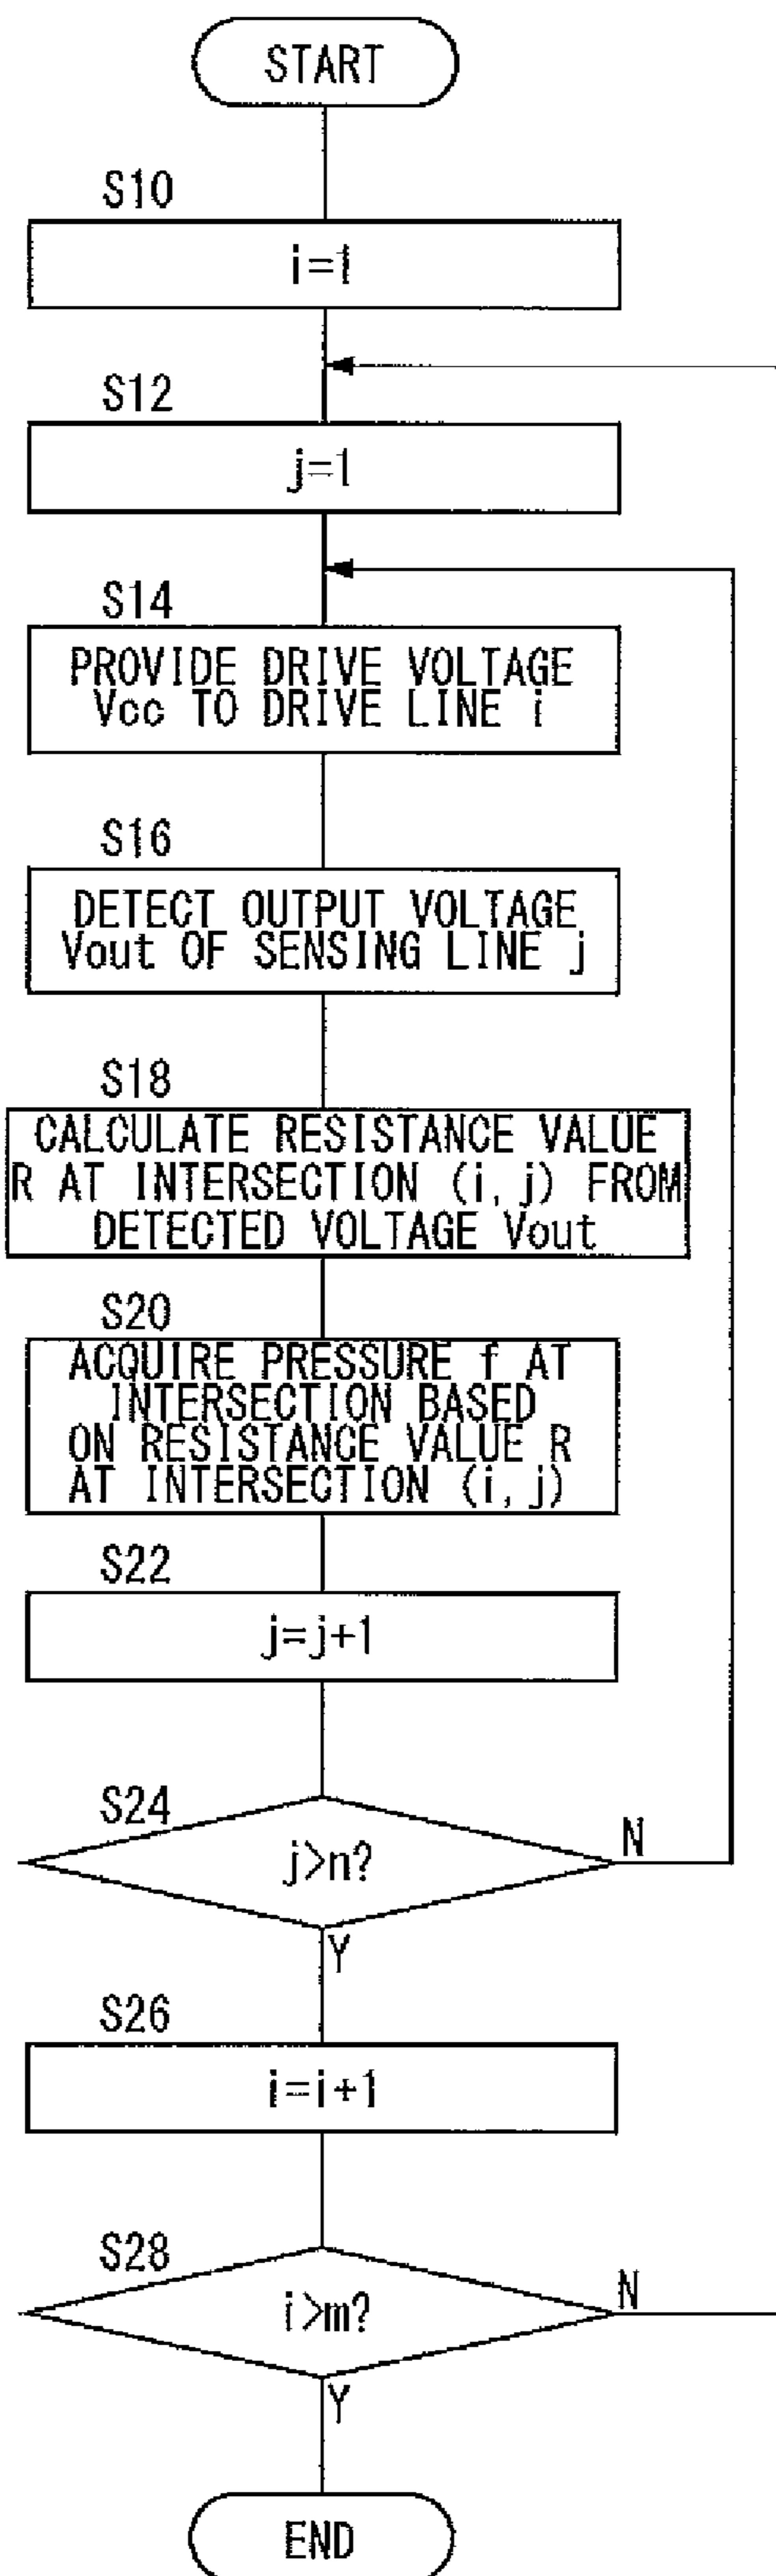 START
S10
i=1
S12
j=1
S14
PROVIDE DRIVE VOLTAGE
Vcc TO DRIVE LINE i
S16
DETECT OUTPUT VOLTAGE
Vout OF SENSING LINE j
S18
CALCULATE RESISTANCE VALUE
R AT INTERSECTION (i, j) FROM
DETECTED VOLTAGE Vout
S20
ACQUIRE PRESSURE f AT
INTERSECTION BASED
ON RESISTANCE VALUE R
AT INTERSECTION (i, j)
S22
j=j+1
S24
j>n?
N
Y
S26
i=i+1
S28
i>m?
N
Y
END